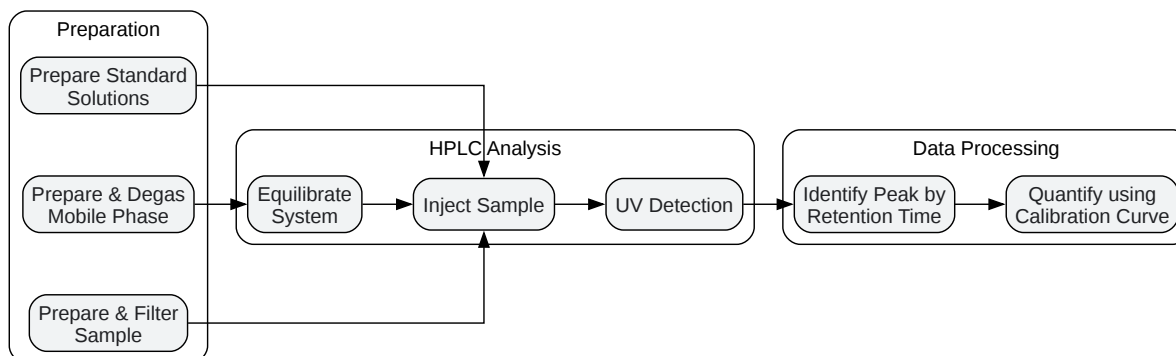 Preparation
Prepare Standard
Solutions
Prepare & Degas
Mobile Phase
Prepare & Filter
Sample
HPLC Analysis
Equilibrate
System
Inject Sample
UV Detection
Data Processing
Identify Peak by
Retention Time
Quantify using
Calibration Curve